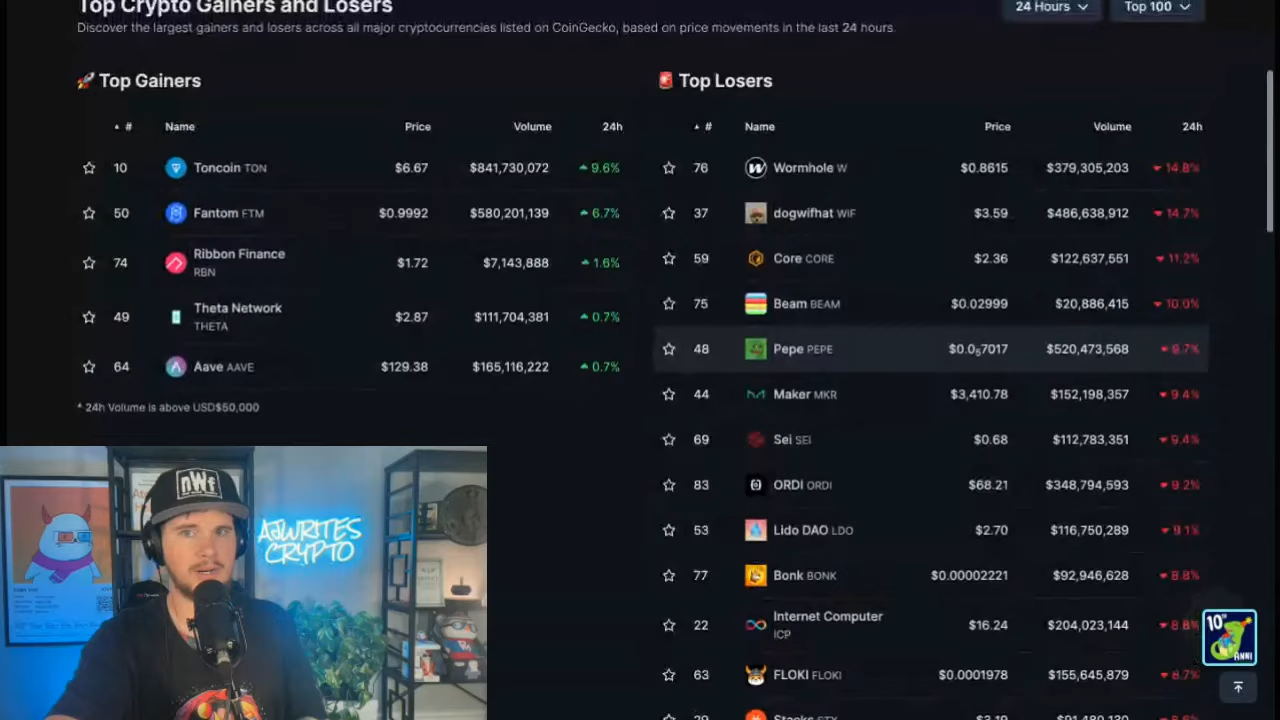 Top Crypto Gainers and Losers
24 Hours
Top 100
Discover the largest gainers and losers across all major cryptocurrencies listed on CoinGecko, based on price movements in the last 24 hours.
🚀 Top Gainers
# Name Price Volume 24h
10 Toncoin TON $6.67 $841,730,072 9.6%
50 Fantom FTM $0.9992 $580,201,139 6.7%
74 Ribbon Finance RBN $1.72 $7,143,888 1.6%
49 Theta Network THETA $2.87 $111,704,381 0.7%
64 Aave AAVE $129.38 $165,116,222 0.7%
* 24h Volume is above USD$50,000
🚨 Top Losers
# Name Price Volume 24h
76 Wormhole W $0.8615 $379,305,203 14.8%
37 dogwifhat WIF $3.59 $486,638,912 14.7%
59 Core CORE $2.36 $122,637,551 11.2%
75 Beam BEAM $0.02999 $20,886,415 10.0%
48 Pepe PEPE $0.0₅7017 $520,473,568 9.7%
44 Maker MKR $3,410.78 $152,198,357 9.4%
69 Sei SEI $0.68 $112,783,351 9.4%
83 ORDI ORDI $68.21 $348,794,593 9.2%
53 Lido DAO LDO $2.70 $116,750,289 9.1%
77 Bonk BONK $0.00002221 $92,946,628 8.8%
22 Internet Computer ICP $16.24 $204,023,144 8.8%
63 FLOKI FLOKI $0.0001978 $155,645,879 8.7%
nWf
AJWRITES
CRYPTO
10th
ANNI